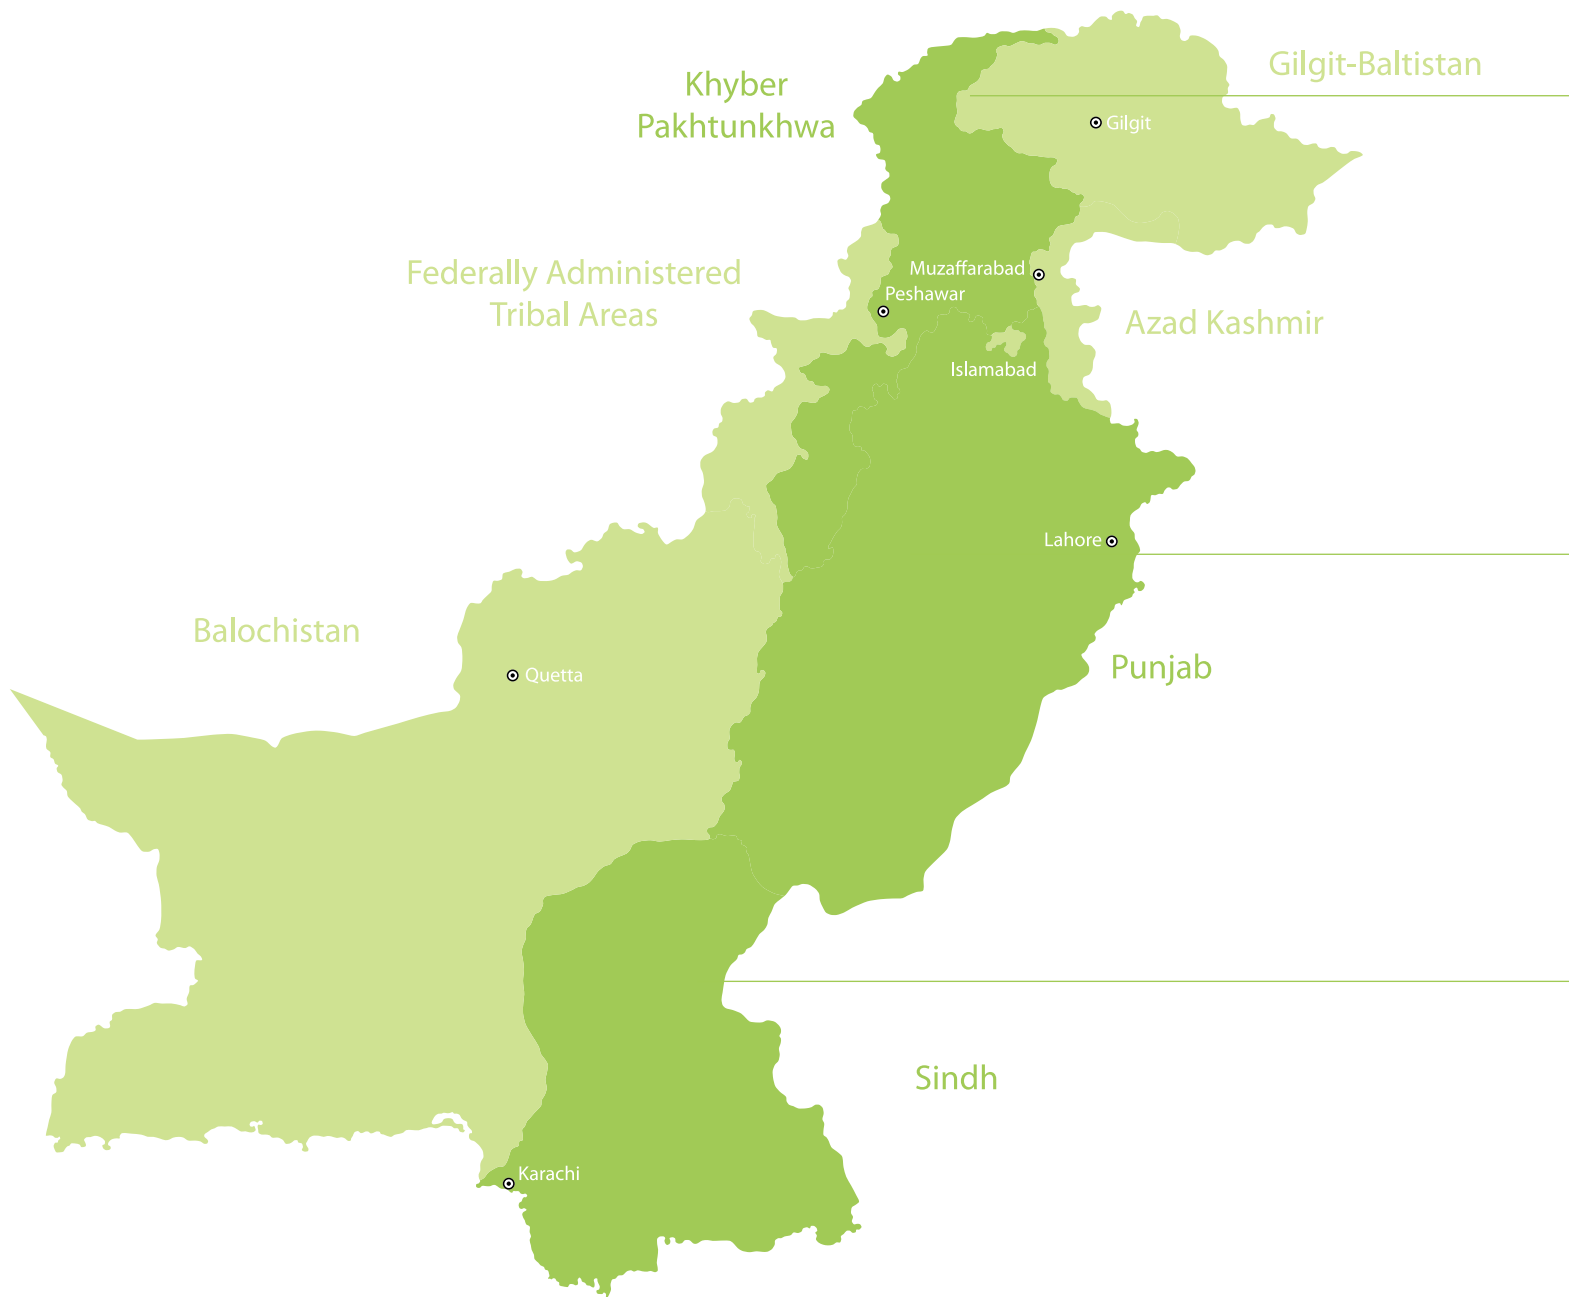 Gilgit-Baltistan
Khyber
Pakhtunkhwa
Gilgit
Federally Administered
Tribal Areas
Muzaffarabad
Peshawar
Azad Kashmir
Islamabad
Lahore
Balochistan
Punjab
Quetta
Sindh
Karachi